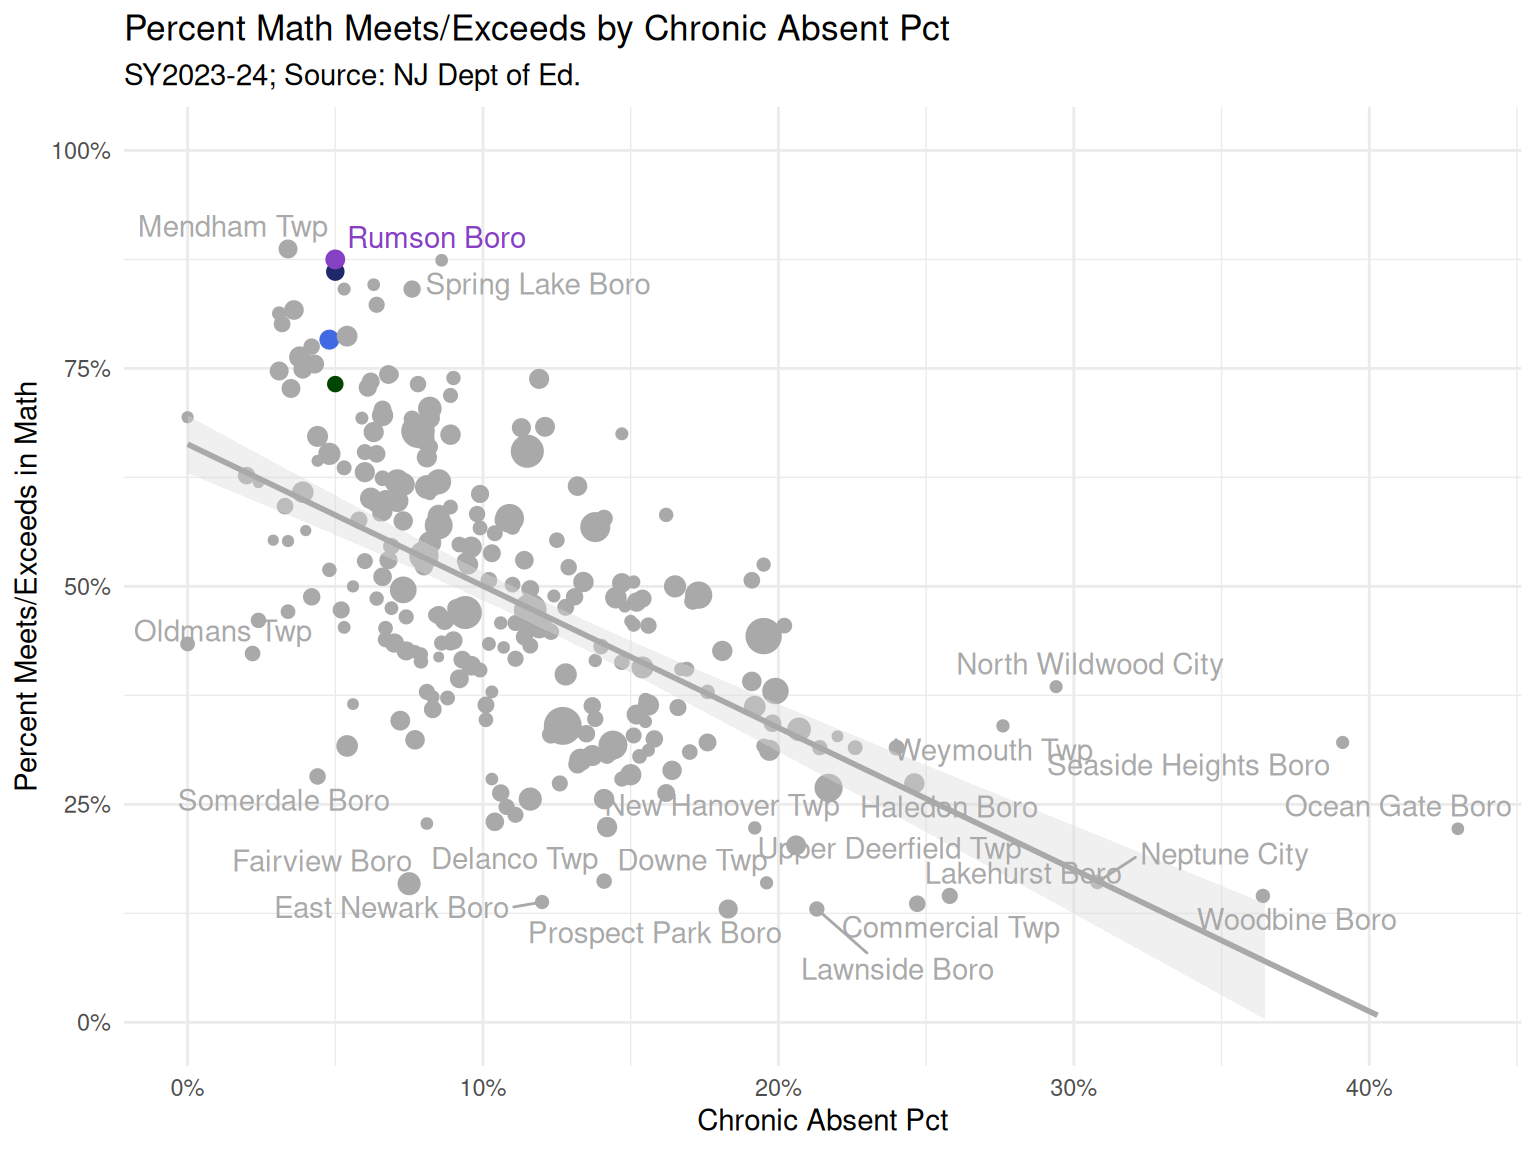 Percent Math Meets/Exceeds by Chronic Absent Pct
SY2023-24; Source: NJ Dept of Ed.
Percent Meets/Exceeds in Math
100%
75%
50%
25%
0%
Mendham Twp
Rumson Boro
Spring Lake Boro
Oldmans Twp
North Wildwood City
Weymouth Twp
Seaside Heights Boro
Somerdale Boro
New Hanover Twp
Haledon Boro
Ocean Gate Boro
Fairview Boro
Delanco Twp
Downe Twp
Upper Deerfield Twp
Neptune City
Lakehurst Boro
East Newark Boro
Woodbine Boro
Prospect Park Boro
Commercial Twp
Lawnside Boro
0%
10%
20%
30%
40%
Chronic Absent Pct